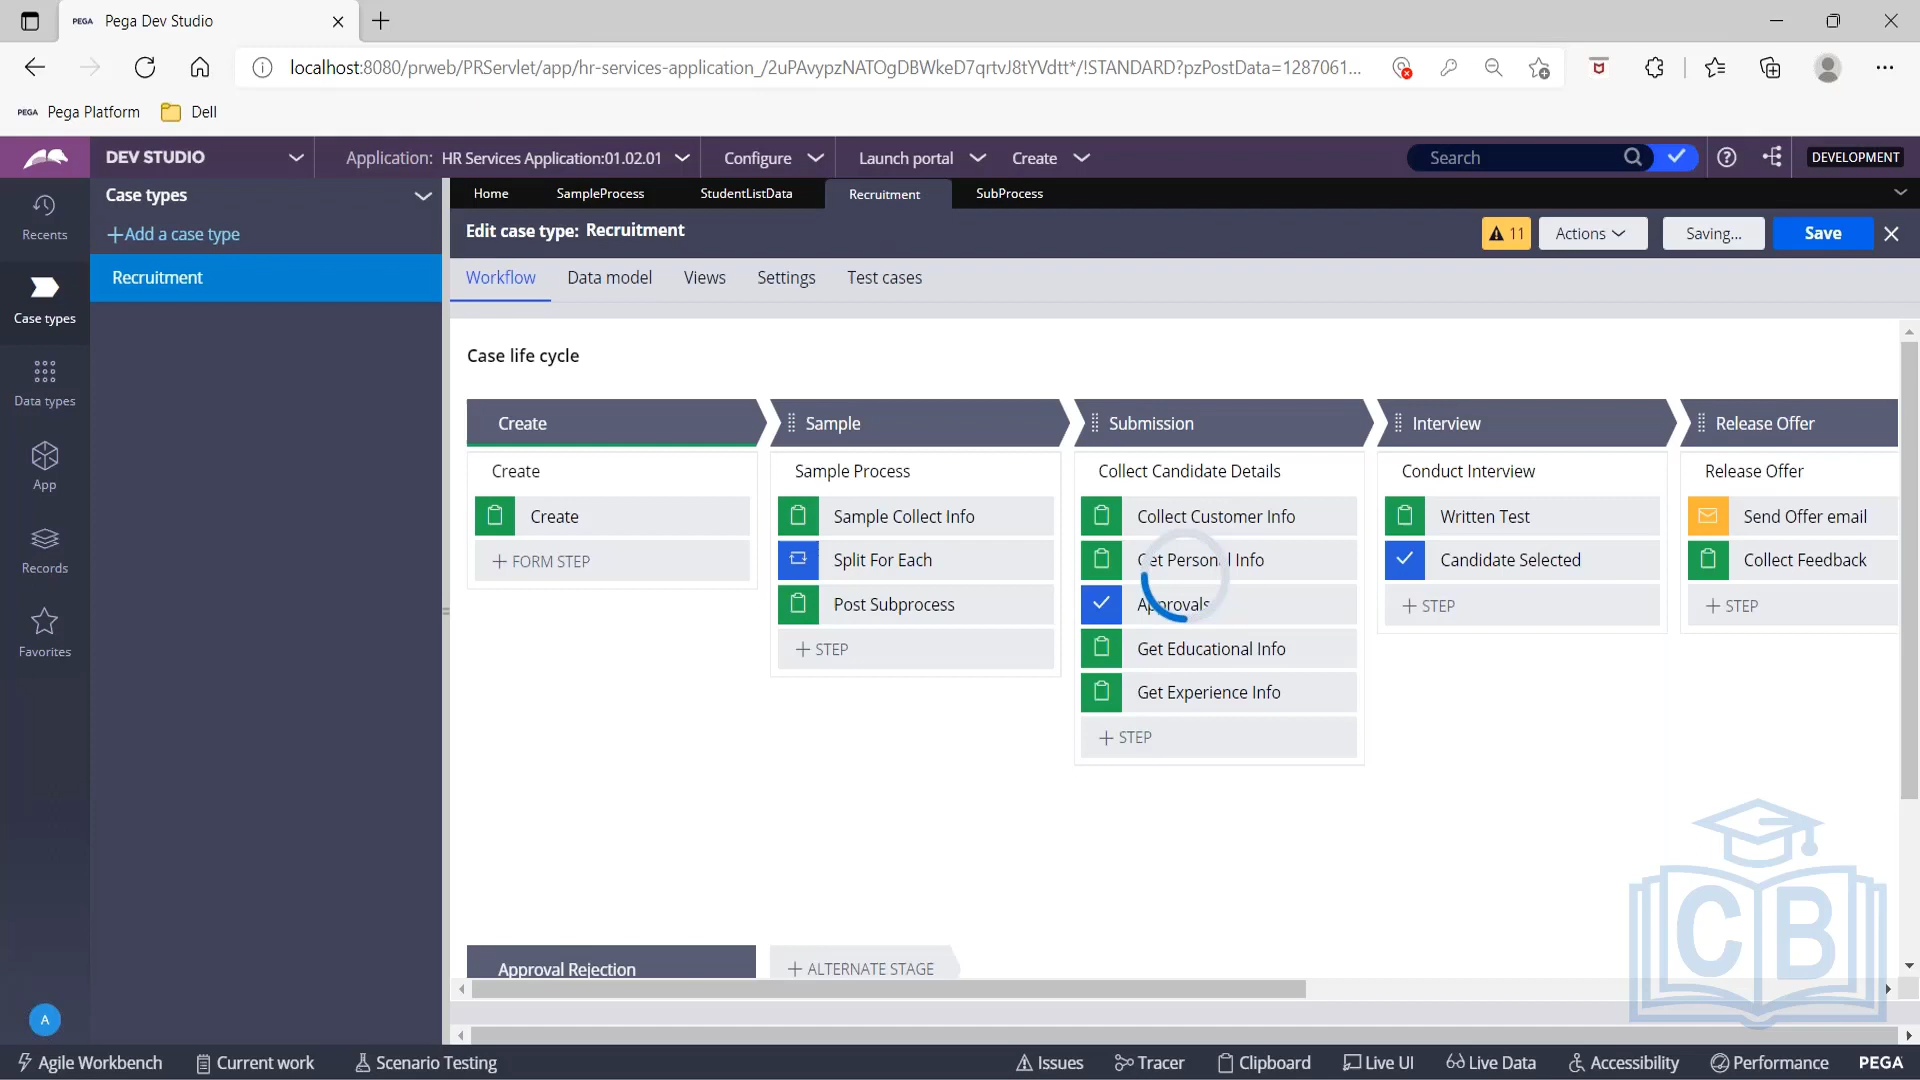 PEGA Pega Dev Studio
localhost:8080/prweb/PRServlet/app/hr-services-application_/2uPAvypzNATOgDBWkeD7qrtvJ8tYVdtt*/!STANDARD?pzPostData=1287061...
PEGA Pega Platform Dell
DEV STUDIO Application: HR Services Application:01.02.01 Configure Launch portal Create Search DEVELOPMENT
Recents
Case types
Data types
App
Records
Favorites
A
Case types
+Add a case type
Recruitment
Home SampleProcess StudentListData Recruitment SubProcess
Edit case type: Recruitment 11 Actions Saving... Save
Workflow Data model Views Settings Test cases
Case life cycle
Create Sample Submission Interview Release Offer
Create Sample Process Collect Candidate Details Conduct Interview Release Offer
Create Sample Collect Info Collect Customer Info Written Test Send Offer email
+ FORM STEP Split For Each Get Personal Info Candidate Selected Collect Feedback
Post Subprocess Approvals + STEP + STEP
+ STEP Get Educational Info
Get Experience Info
+ STEP
Approval Rejection + ALTERNATE STAGE
CB
Agile Workbench Current work Scenario Testing Issues Tracer Clipboard Live UI Live Data Accessibility Performance PEGA